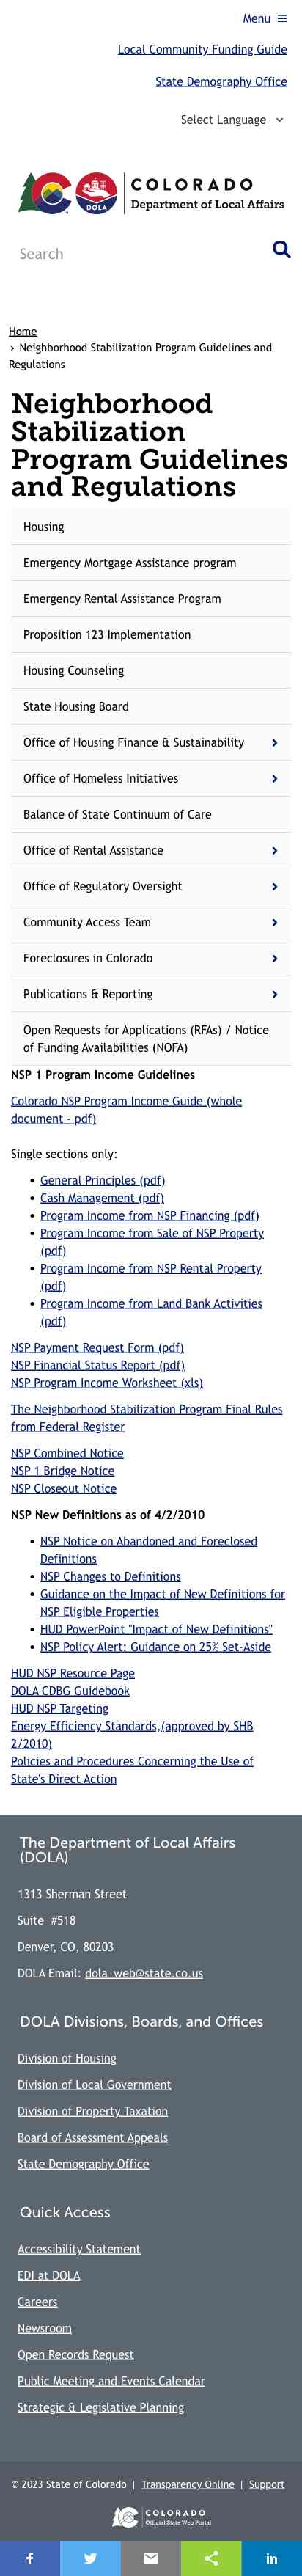 Menu
Local Community Funding Guide
State Demography Office
Select Language
DOLA
COLORADO
Department of Local Affairs
Search
Home
› Neighborhood Stabilization Program Guidelines and
Regulations
Neighborhood
Stabilization
Program Guidelines
and Regulations
Housing
Emergency Mortgage Assistance program
Emergency Rental Assistance Program
Proposition 123 Implementation
Housing Counseling
State Housing Board
Office of Housing Finance & Sustainability
Office of Homeless Initiatives
Balance of State Continuum of Care
Office of Rental Assistance
Office of Regulatory Oversight
Community Access Team
Foreclosures in Colorado
Publications & Reporting
Open Requests for Applications (RFAs) / Notice
of Funding Availabilities (NOFA)
NSP 1 Program Income Guidelines
Colorado NSP Program Income Guide (whole
document - pdf)
Single sections only:
• General Principles (pdf)
• Cash Management (pdf)
• Program Income from NSP Financing (pdf)
• Program Income from Sale of NSP Property
(pdf)
• Program Income from NSP Rental Property
(pdf)
• Program Income from Land Bank Activities
(pdf)
NSP Payment Request Form (pdf)
NSP Financial Status Report (pdf)
NSP Program Income Worksheet (xls)
The Neighborhood Stabilization Program Final Rules
from Federal Register
NSP Combined Notice
NSP 1 Bridge Notice
NSP Closeout Notice
NSP New Definitions as of 4/2/2010
• NSP Notice on Abandoned and Foreclosed
Definitions
• NSP Changes to Definitions
• Guidance on the Impact of New Definitions for
NSP Eligible Properties
• HUD PowerPoint "Impact of New Definitions"
• NSP Policy Alert: Guidance on 25% Set-Aside
HUD NSP Resource Page
DOLA CDBG Guidebook
HUD NSP Targeting
Energy Efficiency Standards,(approved by SHB
2/2010)
Policies and Procedures Concerning the Use of
State's Direct Action
The Department of Local Affairs
(DOLA)
1313 Sherman Street
Suite #518
Denver, CO, 80203
DOLA Email: dola_web@state.co.us
DOLA Divisions, Boards, and Offices
Division of Housing
Division of Local Government
Division of Property Taxation
Board of Assessment Appeals
State Demography Office
Quick Access
Accessibility Statement
EDI at DOLA
Careers
Newsroom
Open Records Request
Public Meeting and Events Calendar
Strategic & Legislative Planning
© 2023 State of Colorado | Transparency Online | Support
COLORADO
Official State Web Portal